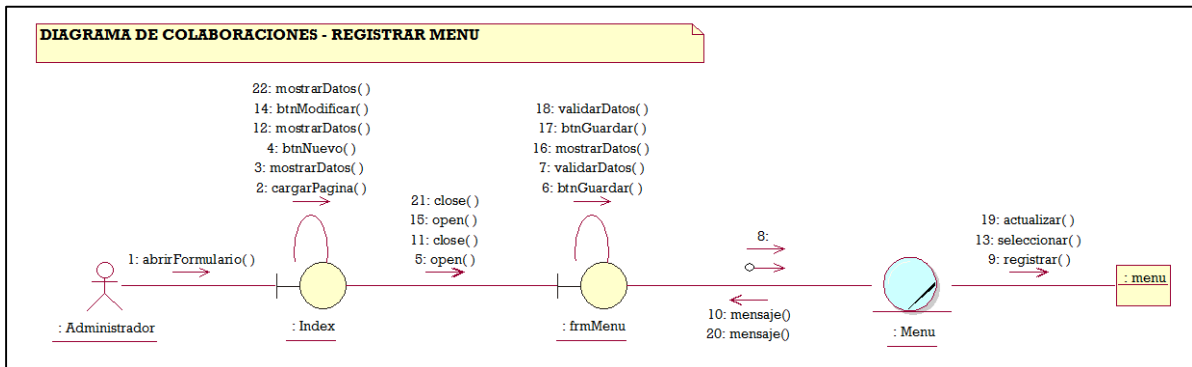 DIAGRAMA DE COLABORACIONES - REGISTRAR MENU
22: mostrarDatos( )
14: btnModificar( )
12: mostrarDatos( )
4: btnNuevo( )
3: mostrarDatos( )
2: cargarPagina( )
18: validarDatos( )
17: btnGuardar( )
16: mostrarDatos( )
7: validarDatos( )
6: btnGuardar( )
21: close( )
15: open( )
11: close( )
5: open( )
8:
19: actualizar( )
13: seleccionar( )
9: registrar( )
1: abrirFormulario( )
: menu
10: mensaje()
20: mensaje()
: Administrador
: Index
: frmMenu
: Menu